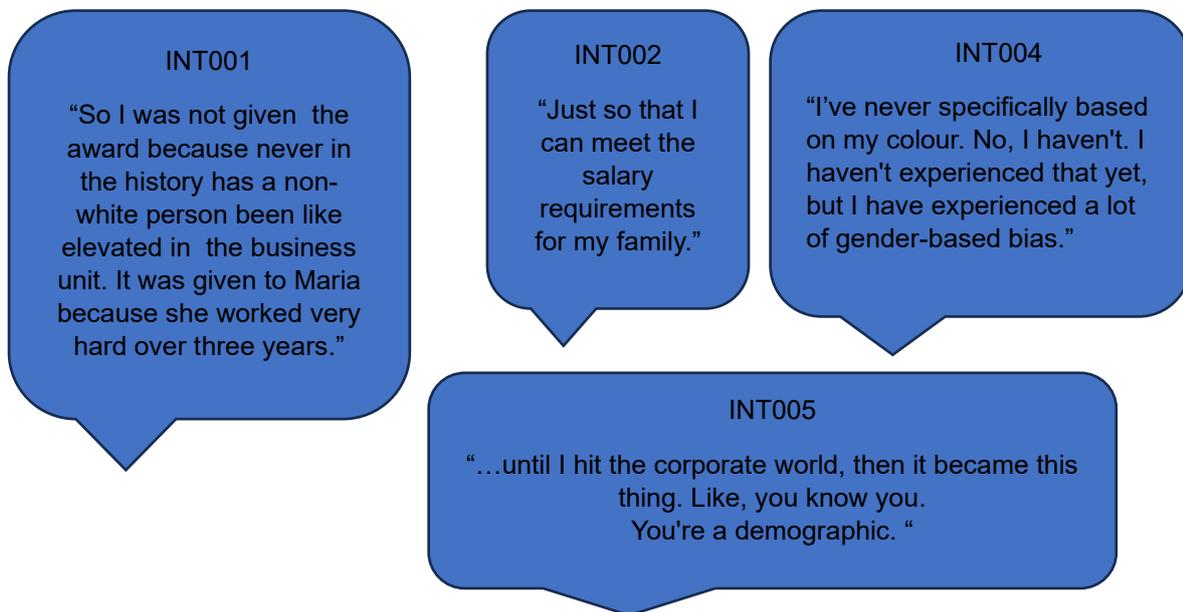 INT001
“So I was not given  the
award because never in
the history has a non-
white person been like
elevated in  the business
unit. It was given to Maria
because she worked very
hard over three years.”
INT002
“Just so that I
can meet the
salary
requirements
for my family.”
INT004
“I’ve never specifically based
on my colour. No, I haven't. I
haven't experienced that yet,
but I have experienced a lot
of gender-based bias.”
INT005
“…until I hit the corporate world, then it became this
thing. Like, you know you.
You're a demographic. “